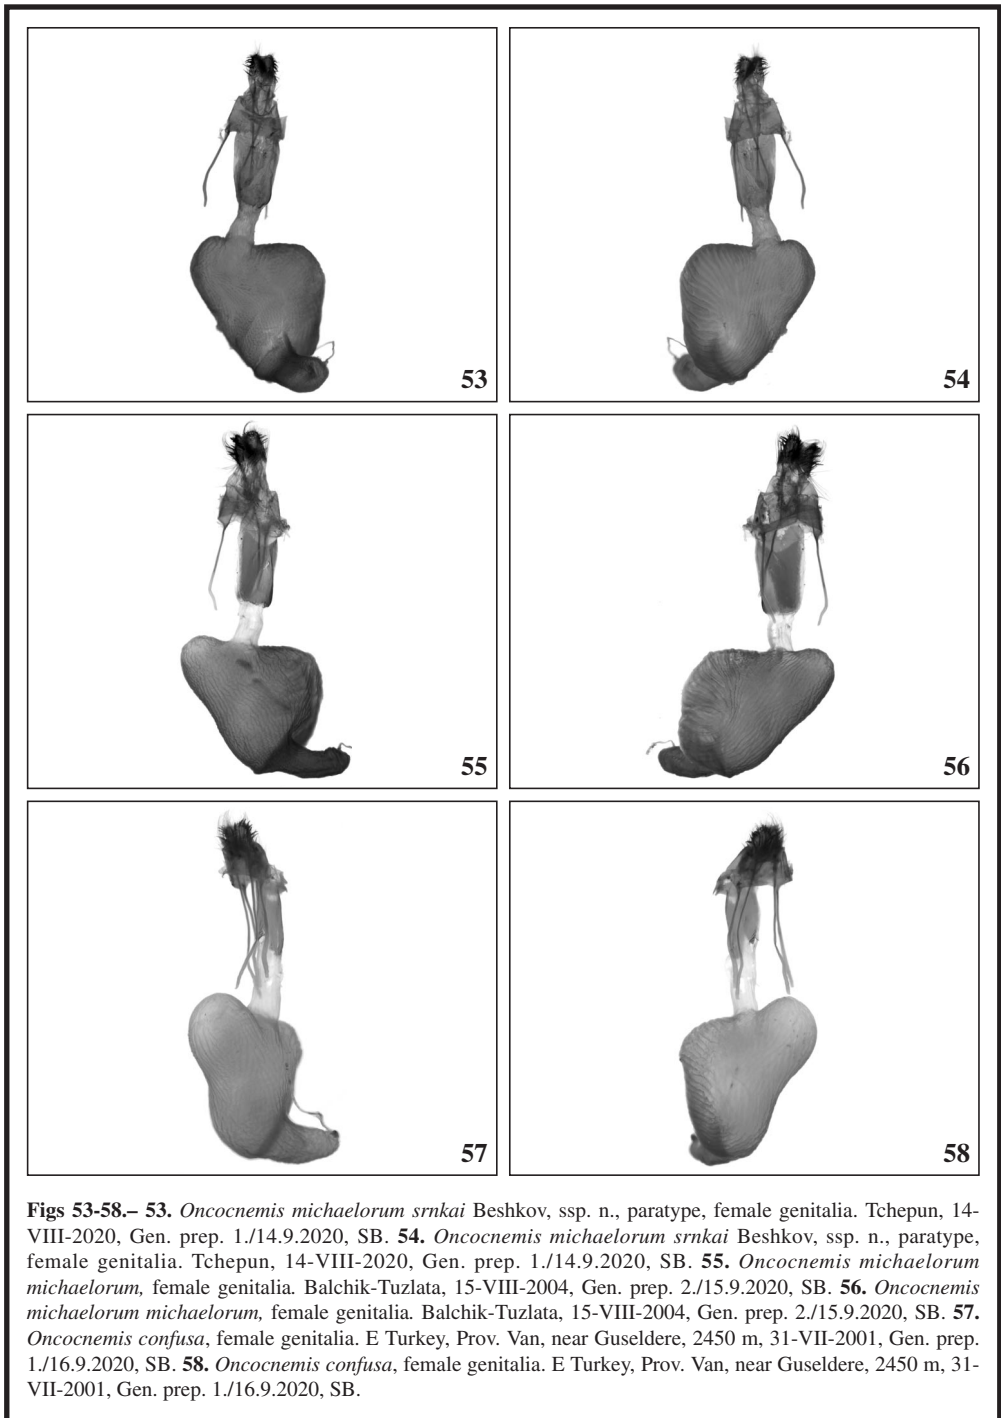 53
54
55
56
57
58
Figs 53-58.– 53. Oncocnemis michaelorum srnkai Beshkov, ssp. n., paratype, female genitalia. Tchepun, 14-
VIII-2020, Gen. prep. 1./14.9.2020, SB. 54. Oncocnemis michaelorum srnkai Beshkov, ssp. n., paratype,
female genitalia. Tchepun, 14-VIII-2020, Gen. prep. 1./14.9.2020, SB. 55. Oncocnemis michaelorum
michaelorum, female genitalia. Balchik-Tuzlata, 15-VIII-2004, Gen. prep. 2./15.9.2020, SB. 56. Oncocnemis
michaelorum michaelorum, female genitalia. Balchik-Tuzlata, 15-VIII-2004, Gen. prep. 2./15.9.2020, SB. 57.
Oncocnemis confusa, female genitalia. E Turkey, Prov. Van, near Guseldere, 2450 m, 31-VII-2001, Gen. prep.
1./16.9.2020, SB. 58. Oncocnemis confusa, female genitalia. E Turkey, Prov. Van, near Guseldere, 2450 m, 31-
VII-2001, Gen. prep. 1./16.9.2020, SB.